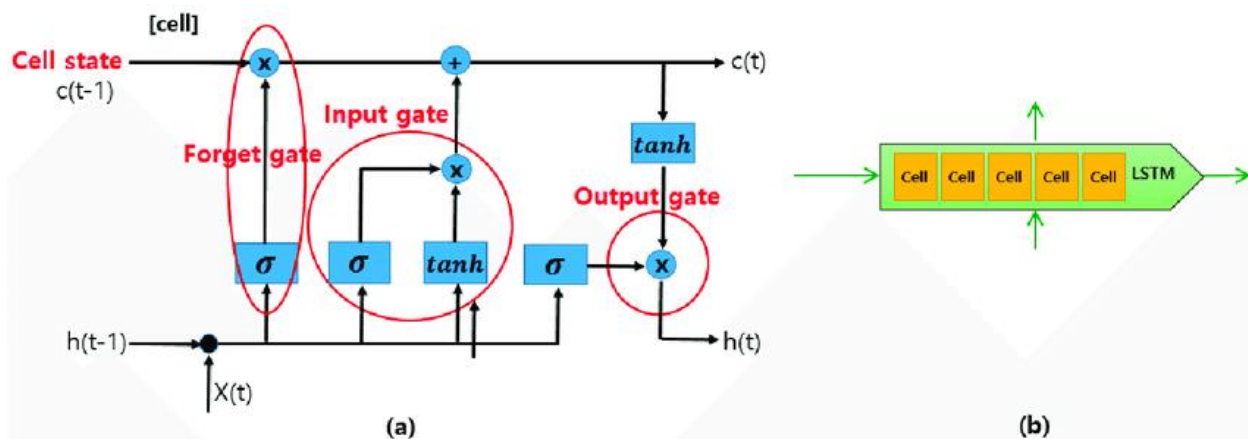 [cell]
Cell state
c(t-1)
x
+
c(t)
Input gate
Forget gate
tanh
x
Output gate
σ
σ
tanh
σ
x
h(t-1)
h(t)
X(t)
(a)
Cell Cell Cell Cell Cell LSTM
(b)